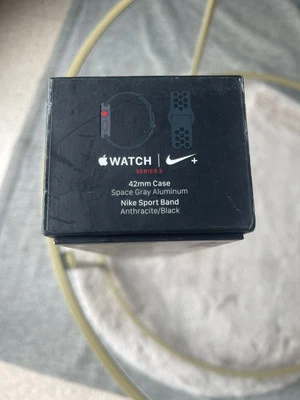 WATCH | +
SERIES 3
42mm Case
Space Gray Aluminum
Nike Sport Band
Anthracite/Black